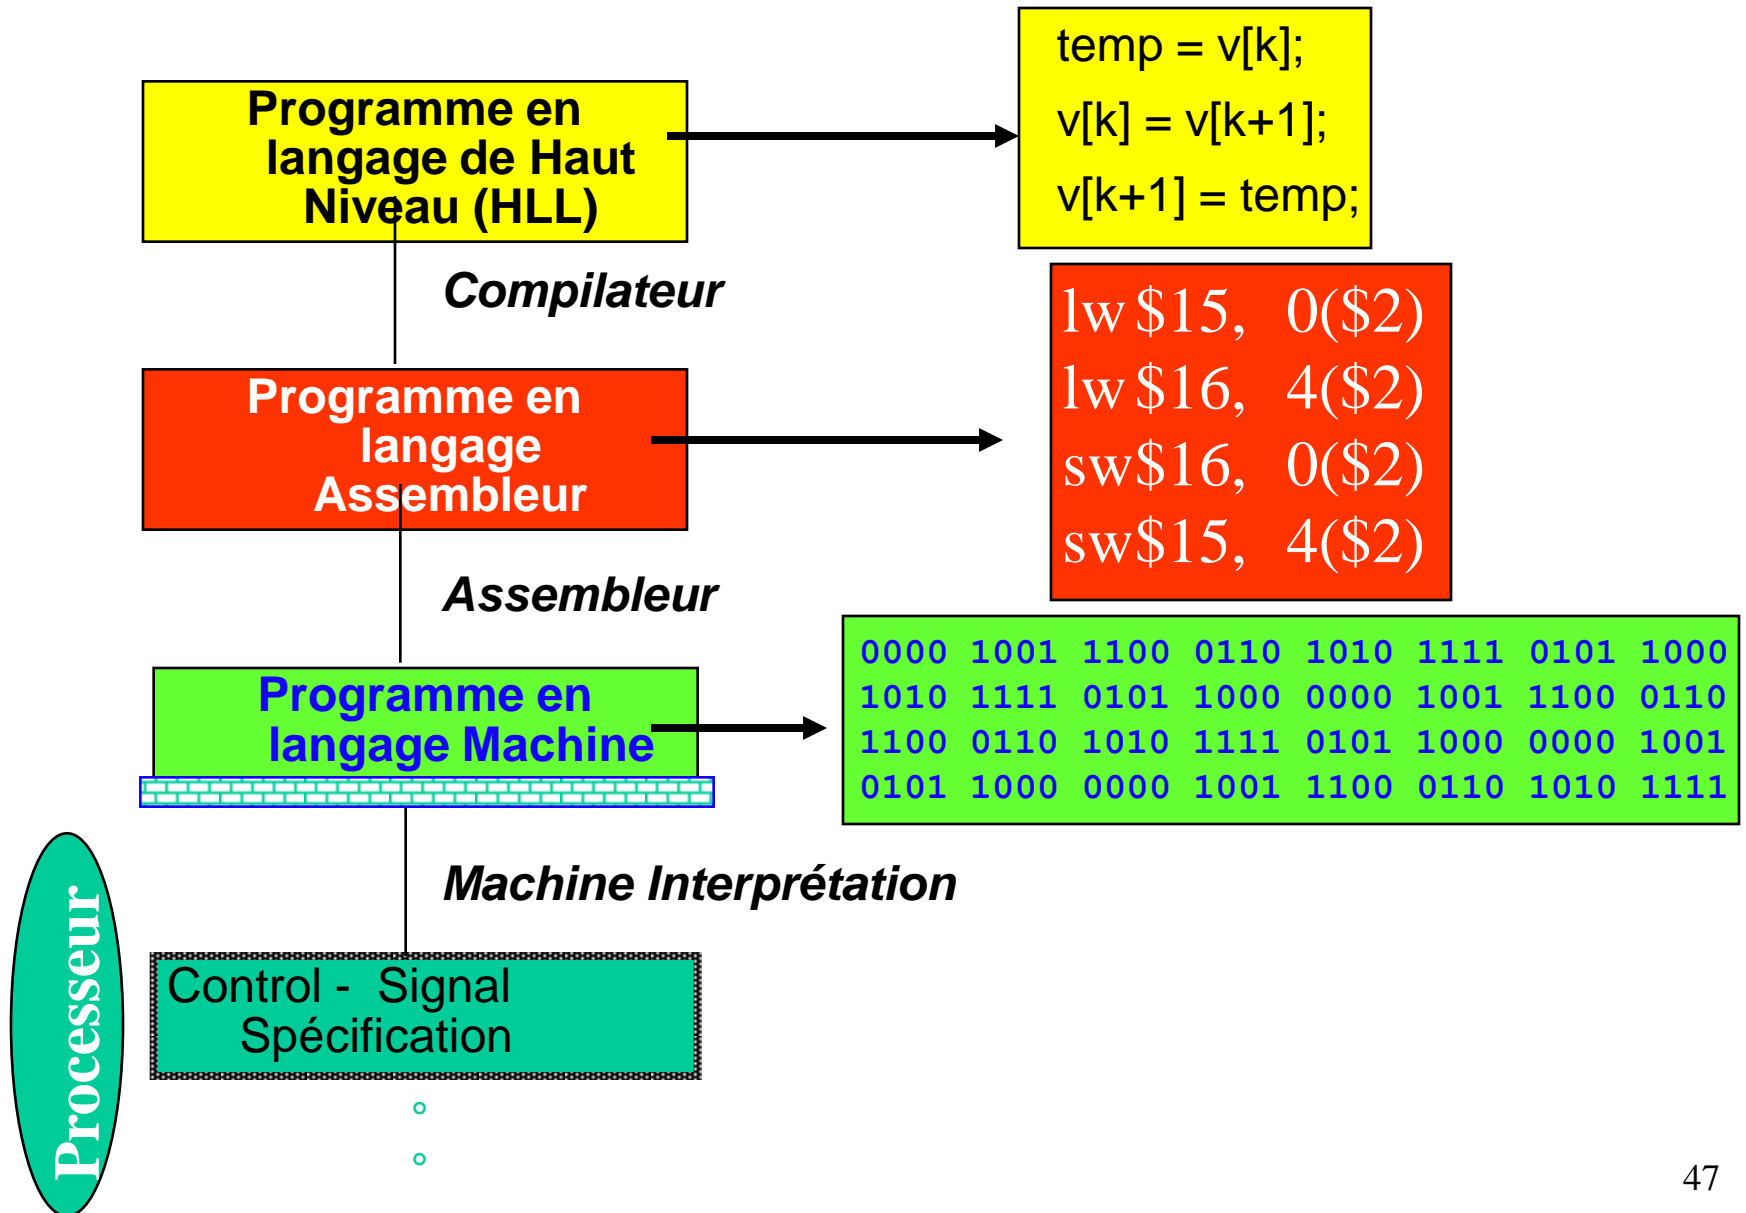 Programme en
langage de Haut
Niveau (HLL)
temp = v[k];
v[k] = v[k+1];
v[k+1] = temp;
Compilateur
Programme en
langage
Assembleur
lw $15, 0($2)
lw $16, 4($2)
sw $16, 0($2)
sw $15, 4($2)
Assembleur
Programme en
langage Machine
0000 1001 1100 0110 1010 1111 0101 1000
1010 1111 0101 1000 0000 1001 1100 0110
1100 0110 1010 1111 0101 1000 0000 1001
0101 1000 0000 1001 1100 0110 1010 1111
Machine Interprétation
Processeur
Control - Signal
Spécification
47